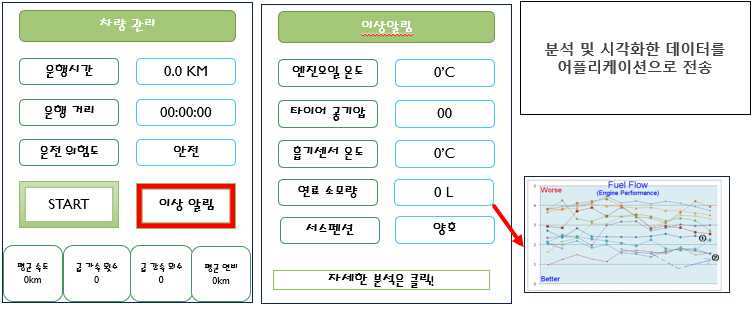 차량 관리
운행시간
0.0 KM
운행 거리
00:00:00
운전 위험도
안전
START
이상 알림
평균 속도
0km
급 가속 횟수
0
급 감속 횟수
0
평균 연비
0km
이상알림
엔진오일 온도
0'C
타이어 공기압
00
흡기센서 온도
0'C
연료 소모량
0 L
서스펜션
양호
자세한 분석은 클릭!
분석 및 시각화한 데이터를
어플리케이션으로 전송
Fuel Flow
(Engine Performance)
Worse
5
4
3
2
1
0
①
②
Better